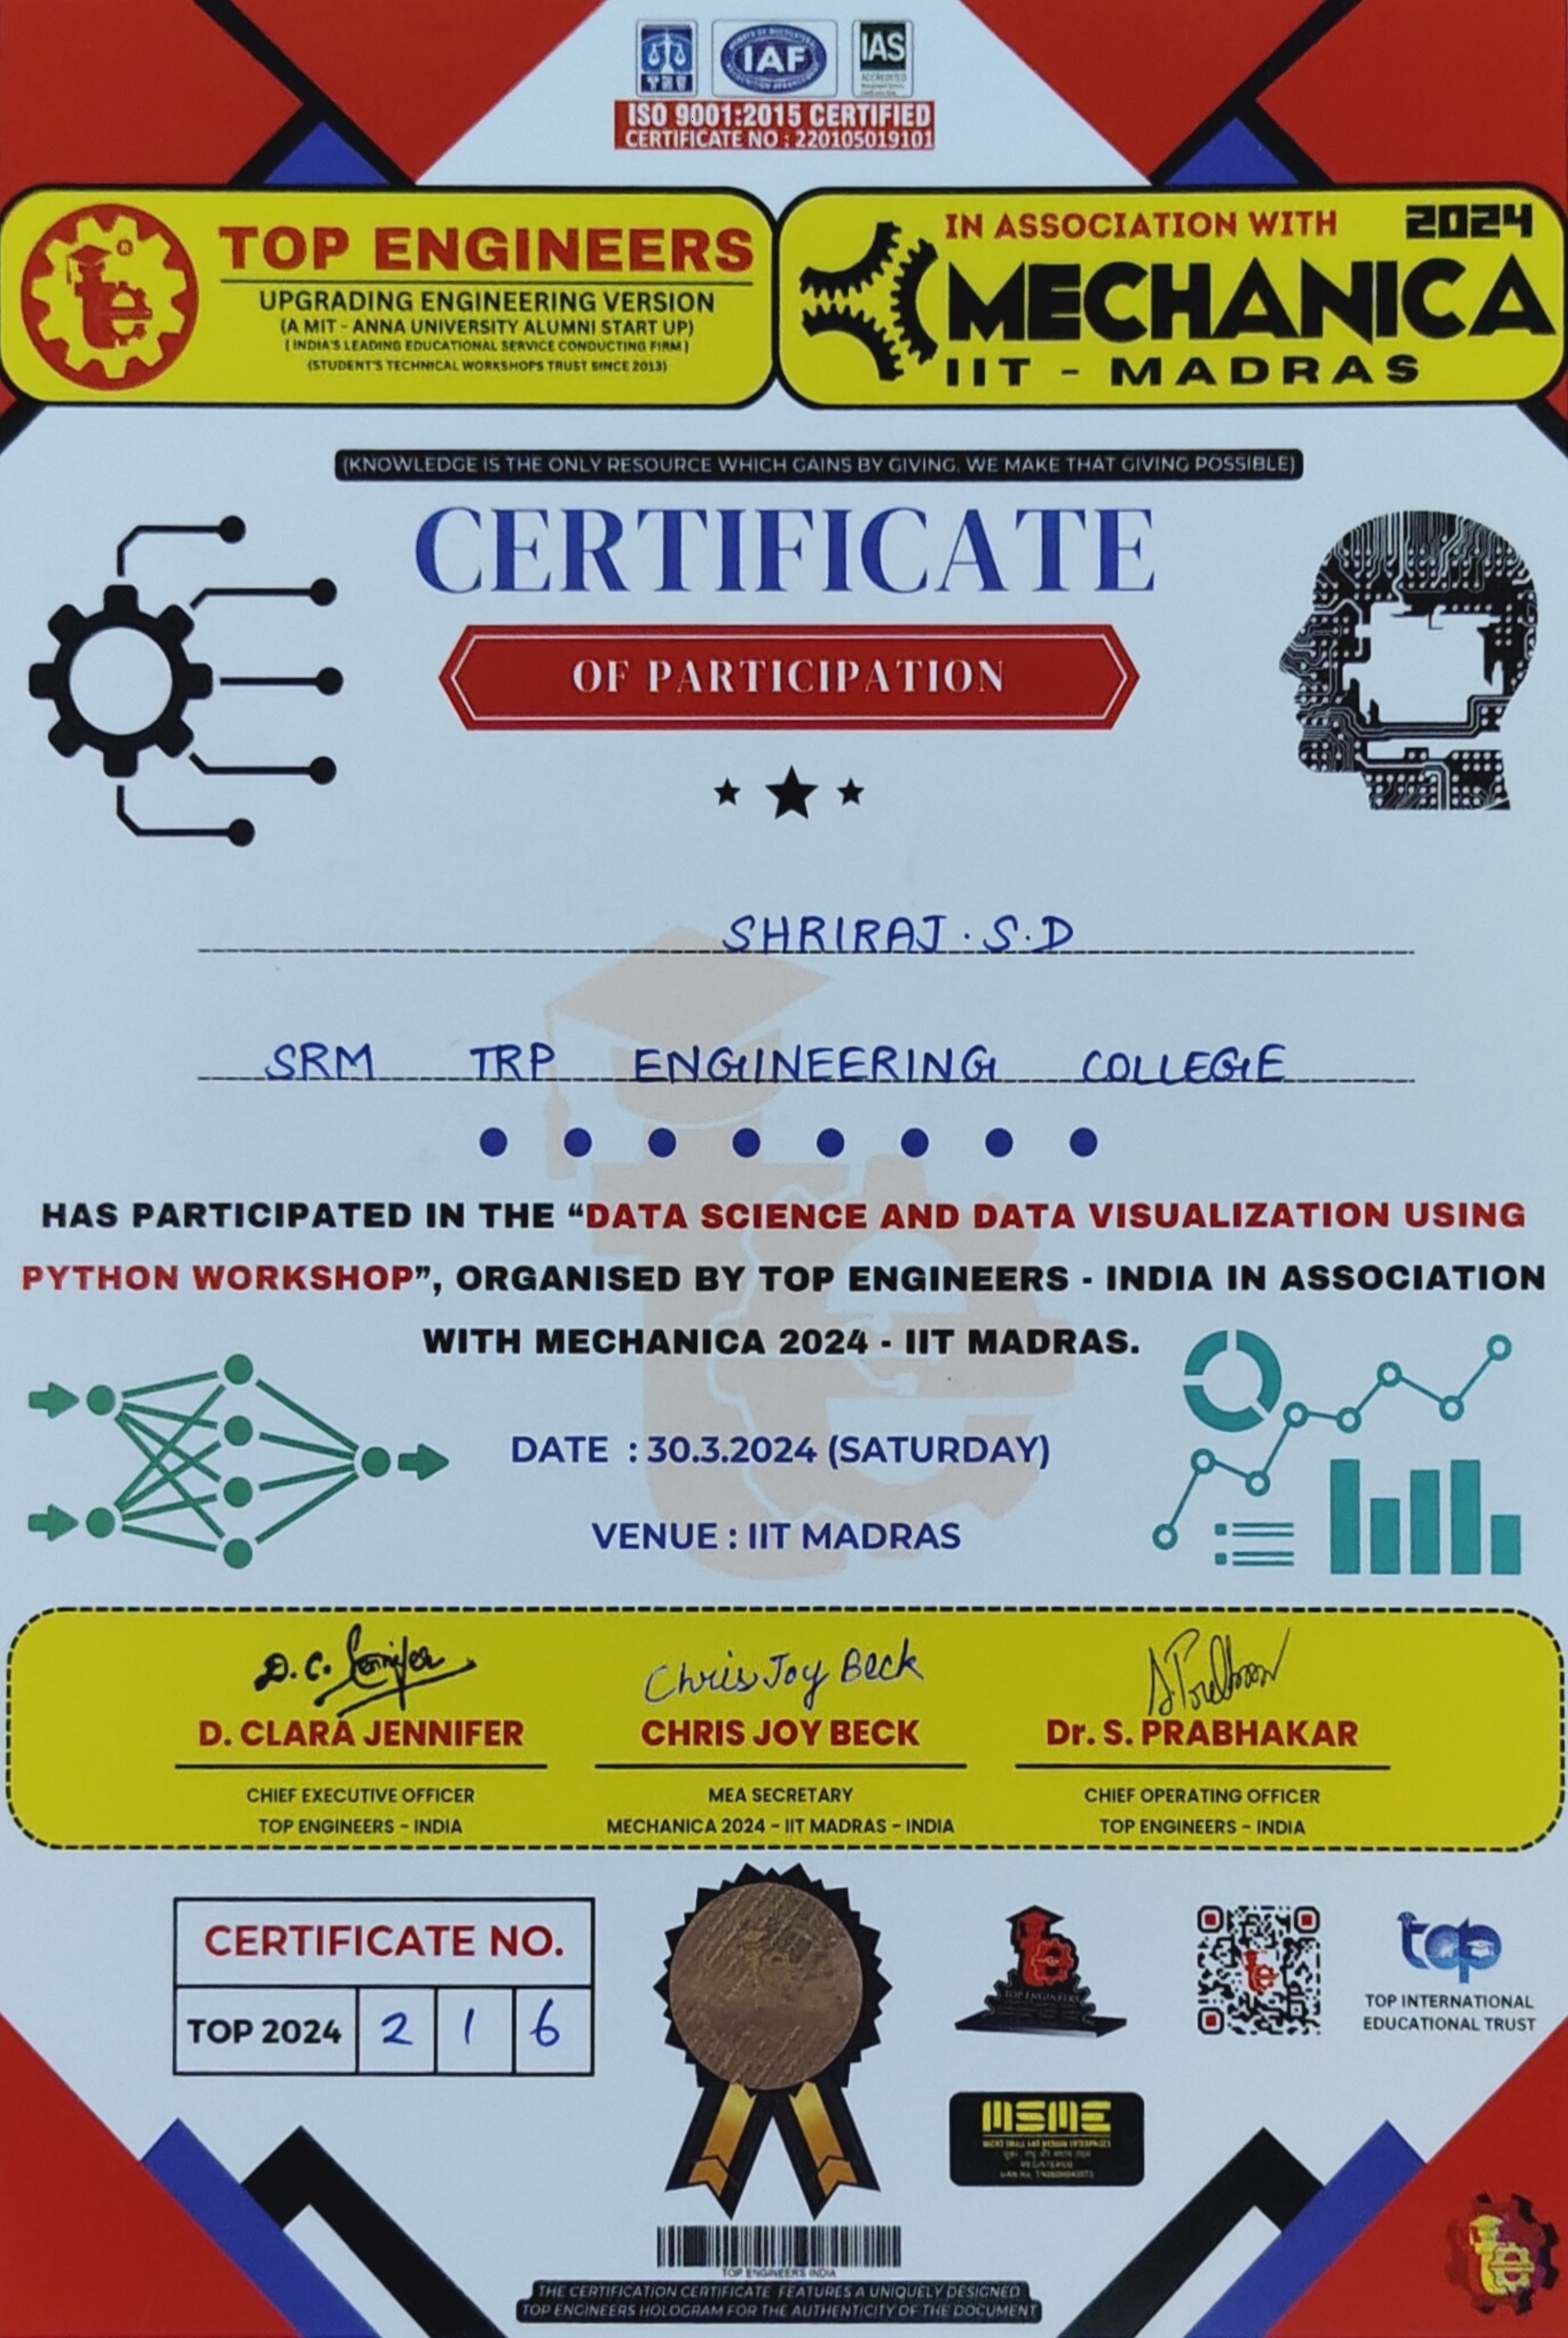 IAF
IAS
ACCREDITED
ISO 9001:2015 CERTIFIED
CERTIFICATE NO : 220105019101
TOP ENGINEERS
UPGRADING ENGINEERING VERSION
(A MIT - ANNA UNIVERSITY ALUMNI START UP)
( INDIA'S LEADING EDUCATIONAL SERVICE CONDUCTING FIRM )
(STUDENT'S TECHNICAL WORKSHOPS TRUST SINCE 2013)
IN ASSOCIATION WITH 2024
MECHANICA
IIT - MADRAS
(KNOWLEDGE IS THE ONLY RESOURCE WHICH GAINS BY GIVING. WE MAKE THAT GIVING POSSIBLE)
CERTIFICATE
OF PARTICIPATION
SHRIRAJ . S.D
SRM TRP ENGINEERING COLLEGE
HAS PARTICIPATED IN THE “DATA SCIENCE AND DATA VISUALIZATION USING
PYTHON WORKSHOP”, ORGANISED BY TOP ENGINEERS - INDIA IN ASSOCIATION
WITH MECHANICA 2024 - IIT MADRAS.
DATE : 30.3.2024 (SATURDAY)
VENUE : IIT MADRAS
D. C. Jennifer Chris Joy Beck
D. CLARA JENNIFER CHRIS JOY BECK Dr. S. PRABHAKAR
CHIEF EXECUTIVE OFFICER MEA SECRETARY CHIEF OPERATING OFFICER
TOP ENGINEERS - INDIA MECHANICA 2024 - IIT MADRAS - INDIA TOP ENGINEERS - INDIA
CERTIFICATE NO.
TOP 2024 2 1 6
TOP ENGINEERS
top
TOP INTERNATIONAL
EDUCATIONAL TRUST
MSME
REGISTERED
TOP ENGINEERS INDIA
THE CERTIFICATION CERTIFICATE FEATURES A UNIQUELY DESIGNED
TOP ENGINEERS HOLOGRAM FOR THE AUTHENTICITY OF THE DOCUMENT